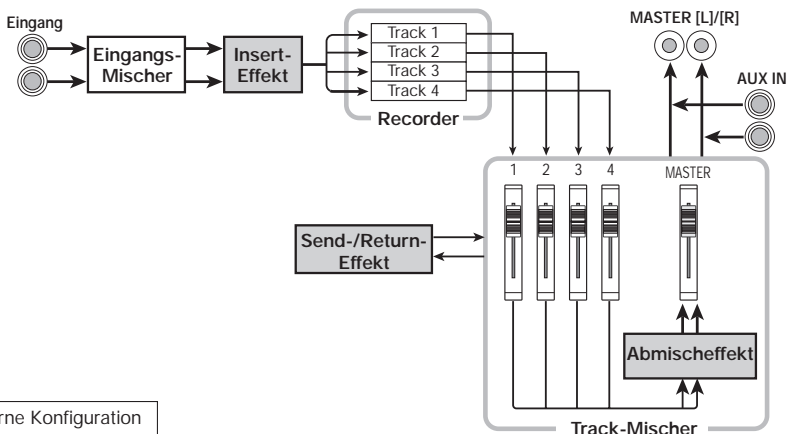 Eingang
Eingangs-
Mischer
Insert-
Effekt
Track 1
Track 2
Track 3
Track 4
Recorder
MASTER [L]/[R]
AUX IN
1 2 3 4 MASTER
Send-/Return-
Effekt
Abmischeffekt
Track-Mischer
rne Konfiguration